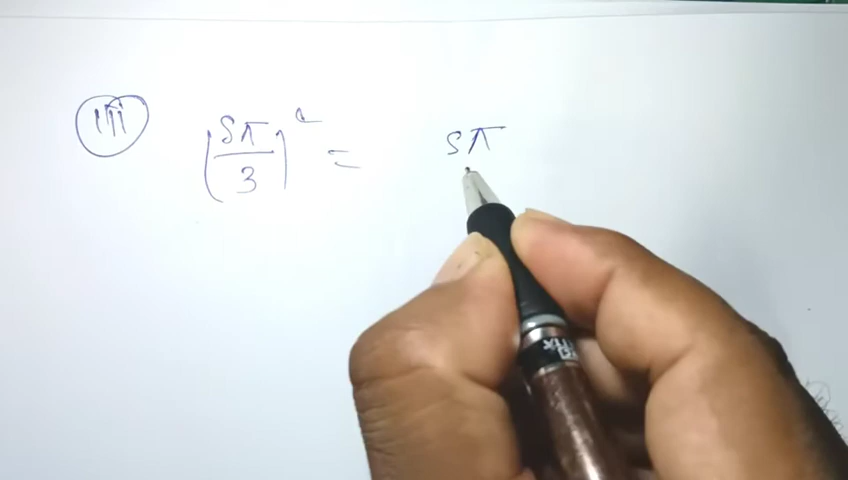 iii (5π/3)ᶜ = 5π